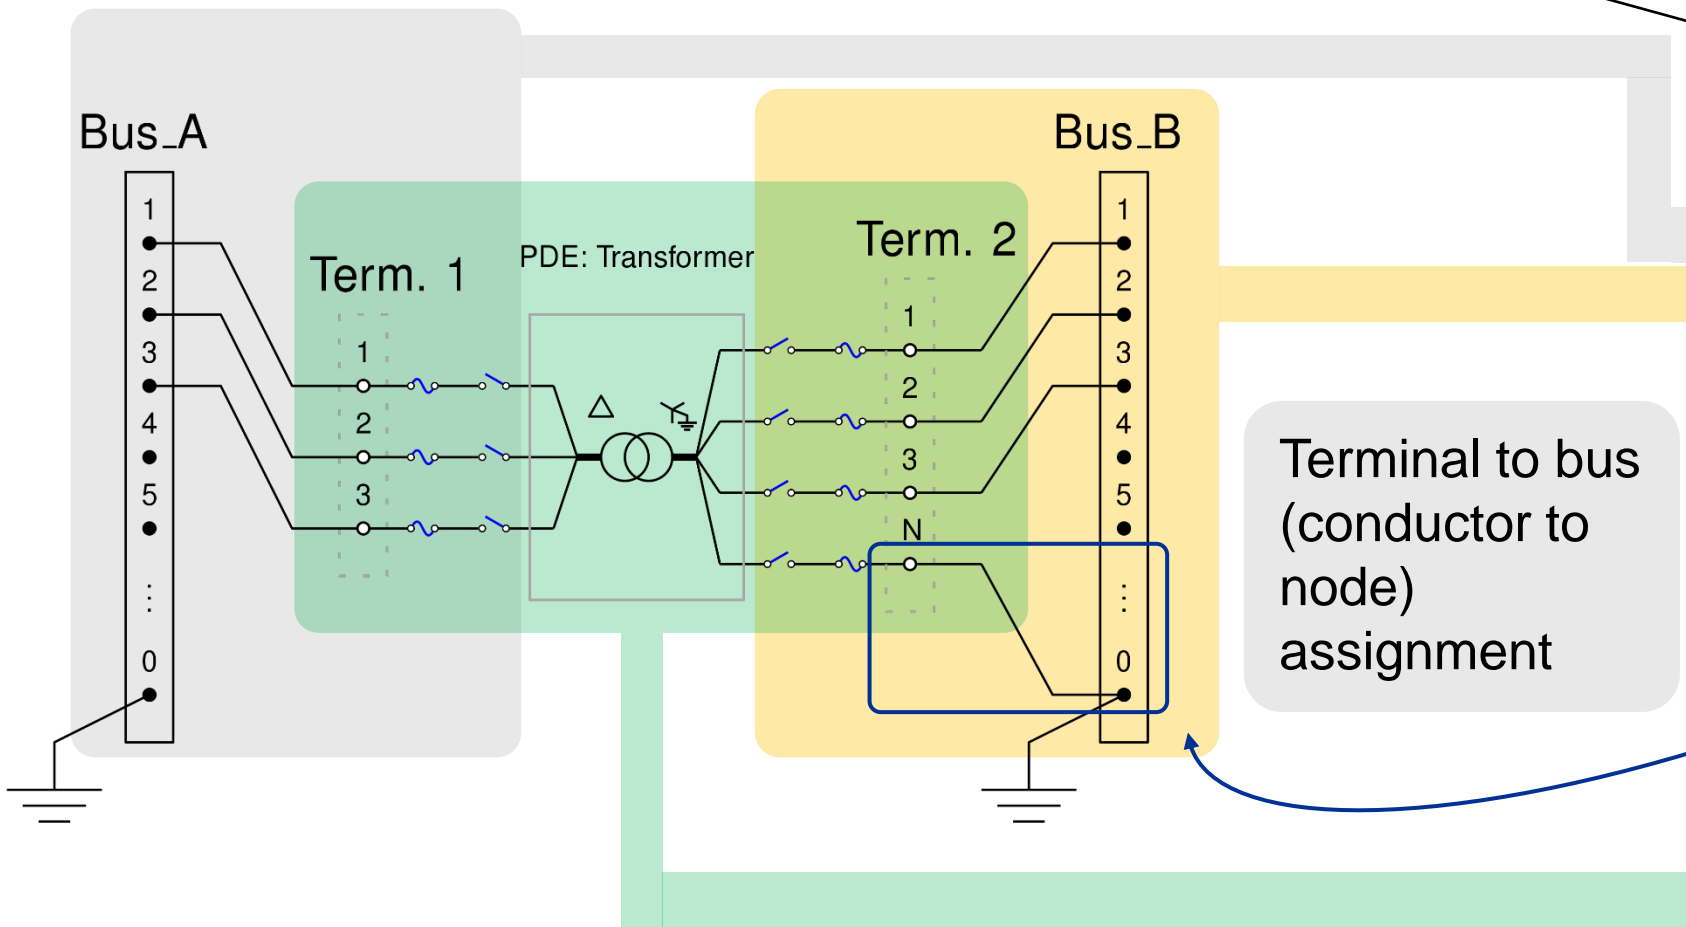 Bus_A
1
2
3
4
5
⋮
0
Term. 1
1
2
3
PDE: Transformer
Term. 2
1
2
3
N
Bus_B
1
2
3
4
5
⋮
0
Terminal to bus
(conductor to
node)
assignment